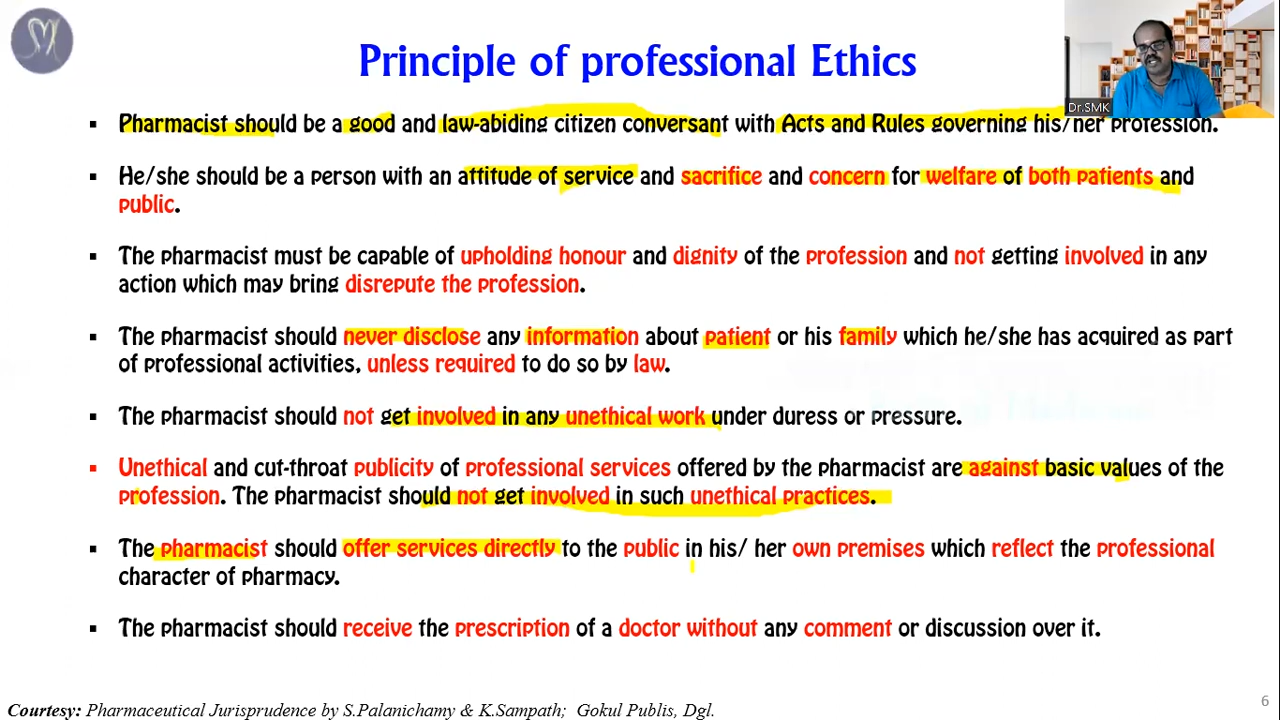 SM
Principle of professional Ethics
Dr.SMK
▪ Pharmacist should be a good and law-abiding citizen conversant with Acts and Rules governing his/her profession.
▪ He/she should be a person with an attitude of service and sacrifice and concern for welfare of both patients and
public.
▪ The pharmacist must be capable of upholding honour and dignity of the profession and not getting involved in any
action which may bring disrepute the profession.
▪ The pharmacist should never disclose any information about patient or his family which he/she has acquired as part
of professional activities, unless required to do so by law.
▪ The pharmacist should not get involved in any unethical work under duress or pressure.
▪ Unethical and cut-throat publicity of professional services offered by the pharmacist are against basic values of the
profession. The pharmacist should not get involved in such unethical practices.
▪ The pharmacist should offer services directly to the public in his/ her own premises which reflect the professional
character of pharmacy.
▪ The pharmacist should receive the prescription of a doctor without any comment or discussion over it.
Courtesy: Pharmaceutical Jurisprudence by S.Palanichamy & K.Sampath; Gokul Publis, Dgl.
6